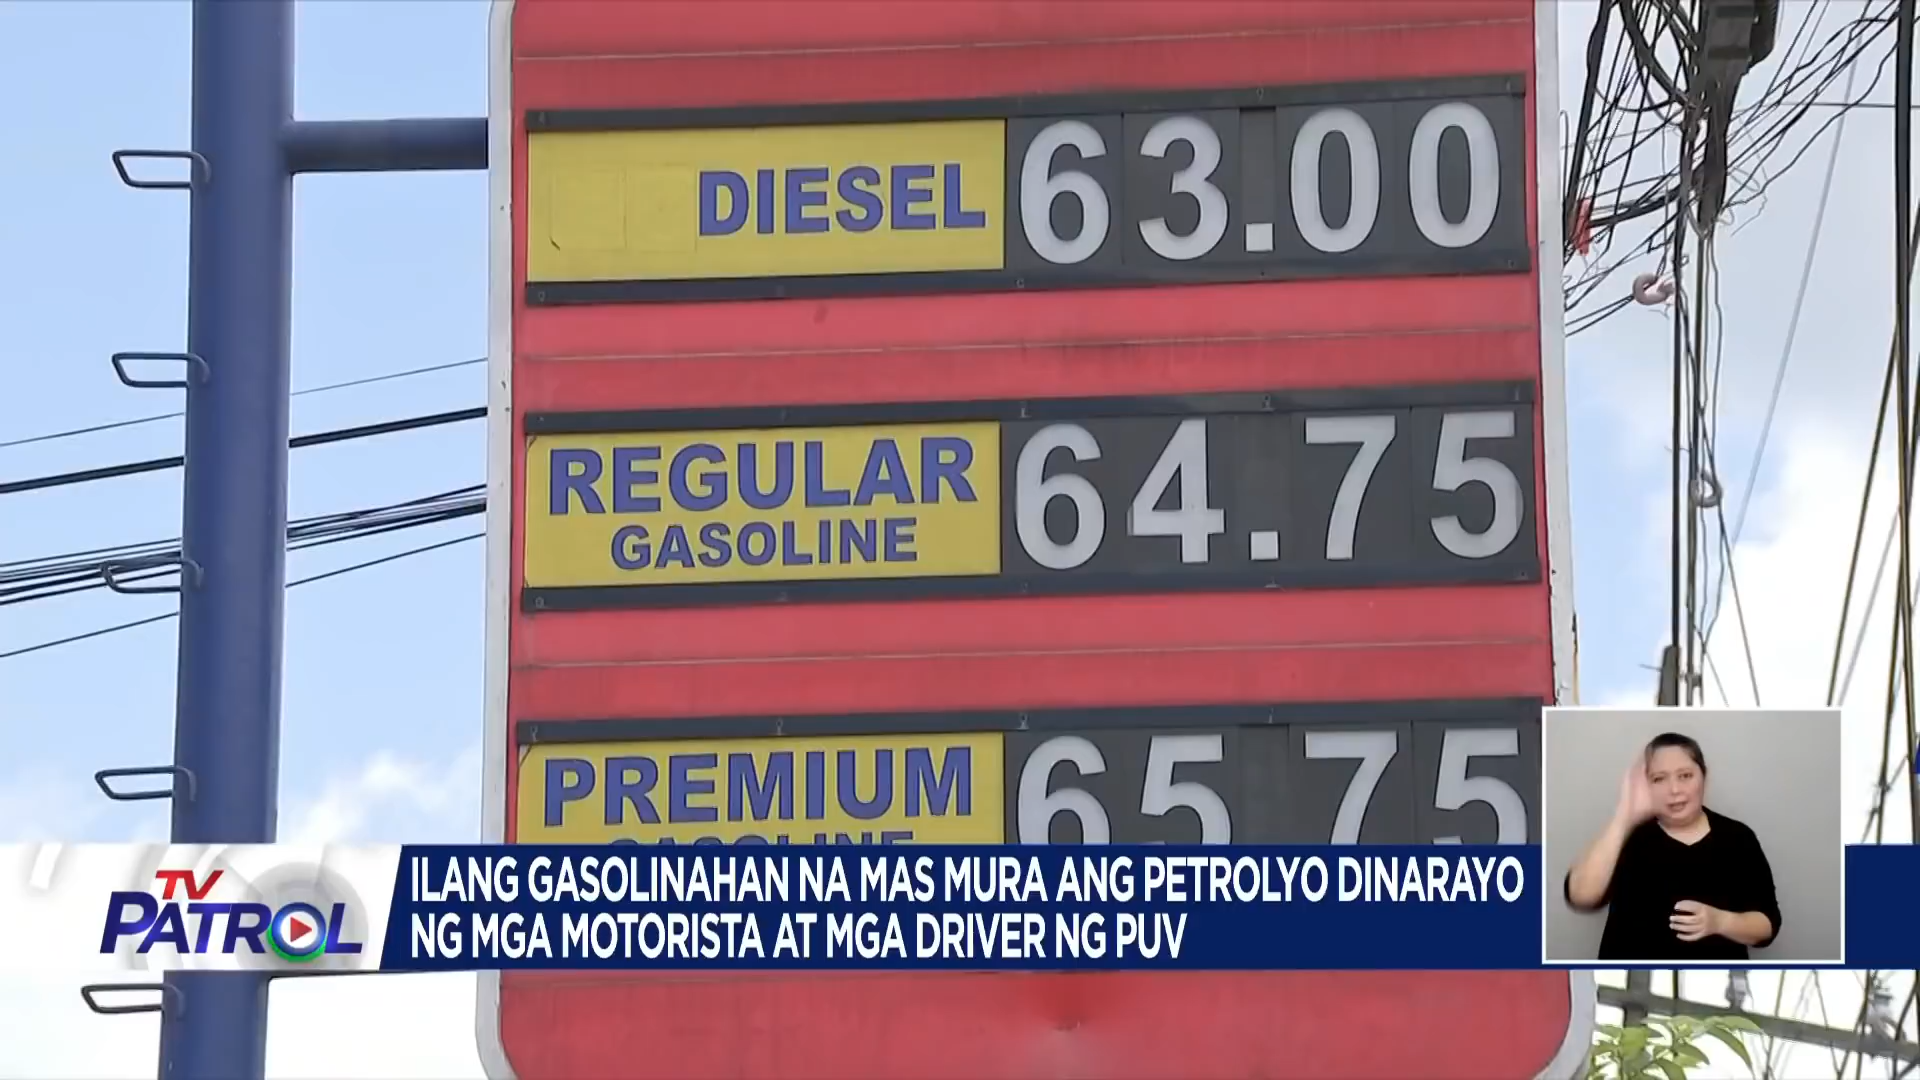 DIESEL 63.00
REGULAR 64.75
GASOLINE
PREMIUM 65.75
GASOLINE
TV
PATROL
ILANG GASOLINAHAN NA MAS MURA ANG PETROLYO DINARAYO
NG MGA MOTORISTA AT MGA DRIVER NG PUV